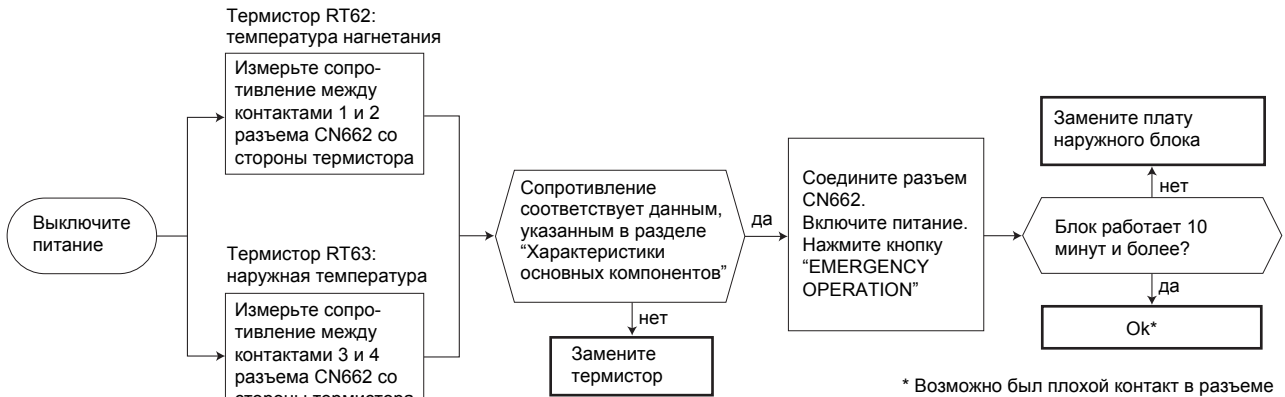 Термистор RT62:
температура нагнетания
Измерьте сопро-
тивление между
контактами 1 и 2
разъема CN662 со
стороны термистора
Выключите
питание
Термистор RT63:
наружная температура
Измерьте сопро-
тивление между
контактами 3 и 4
разъема CN662 со
стороны термистора
Сопротивление
соответствует данным,
указанным в разделе
“Характеристики
основных компонентов”
да
нет
Замените
термистор
Соедините разъем
CN662.
Включите питание.
Нажмите кнопку
“EMERGENCY
OPERATION”
Замените плату
наружного блока
нет
Блок работает 10
минут и более?
да
Ok*
* Возможно был плохой контакт в разъеме